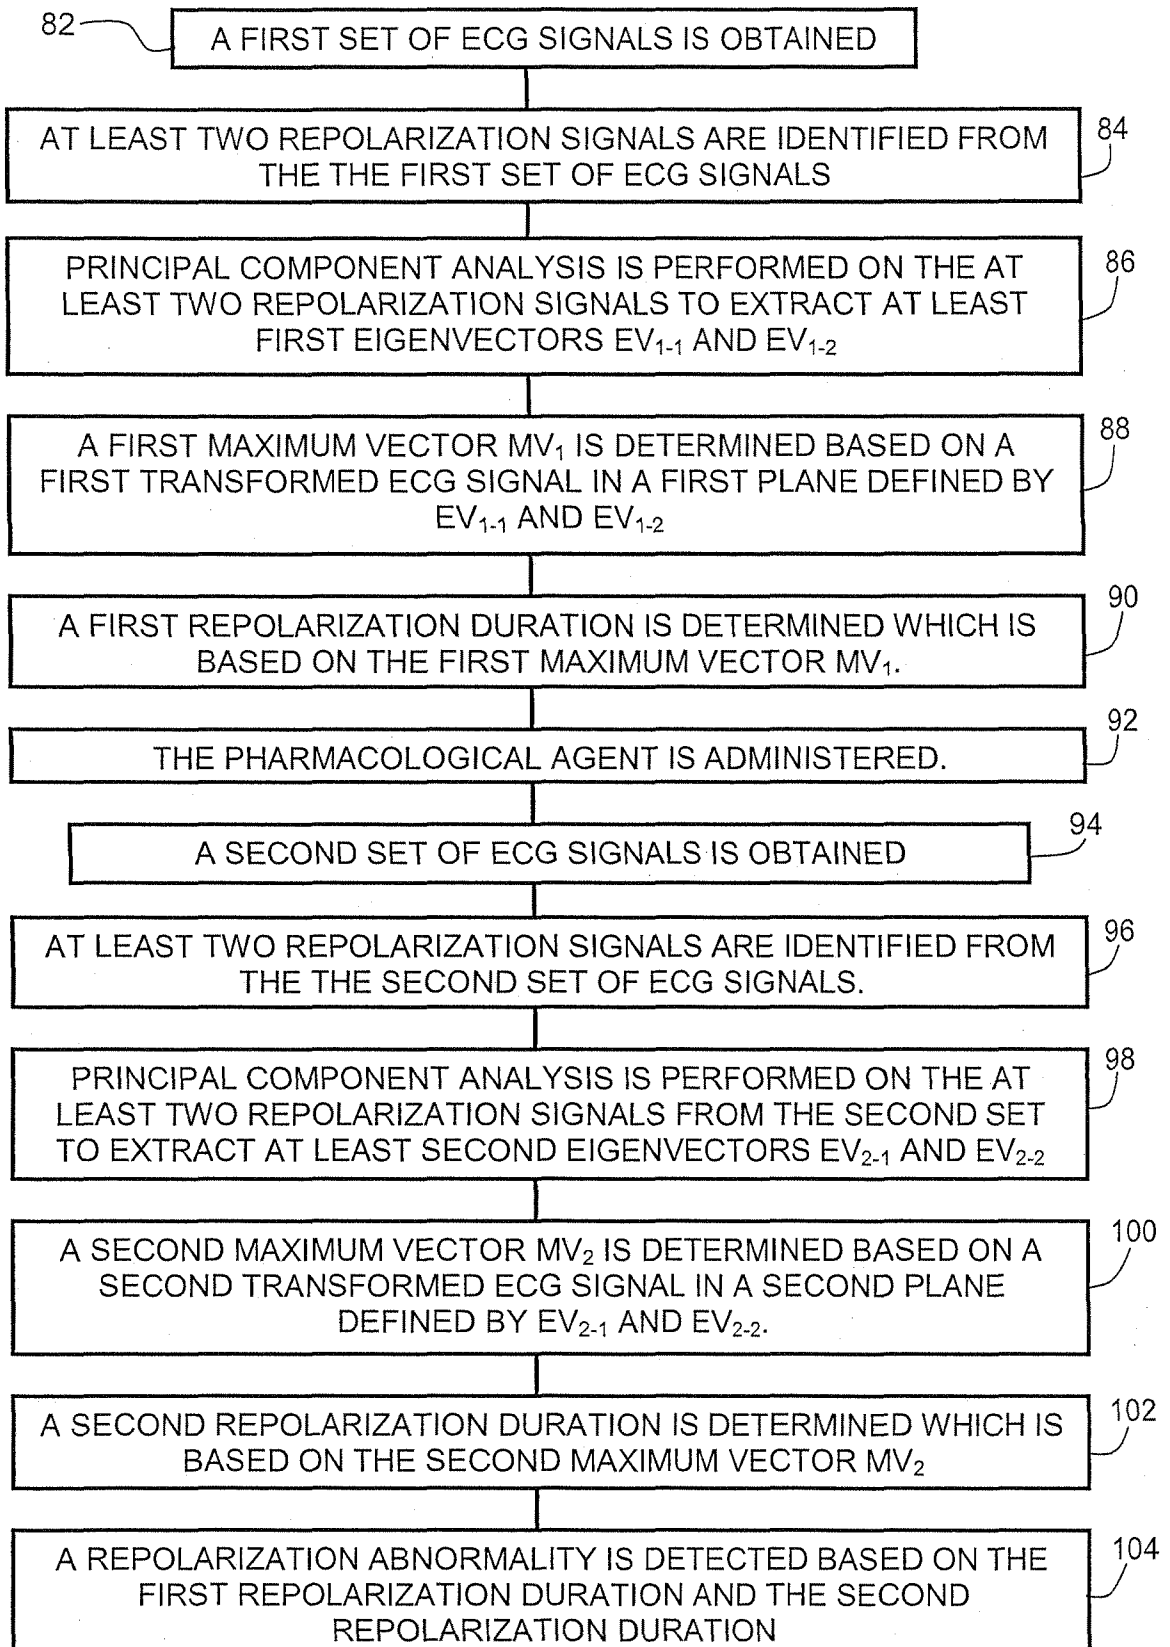 82
A FIRST SET OF ECG SIGNALS IS OBTAINED
AT LEAST TWO REPOLARIZATION SIGNALS ARE IDENTIFIED FROM
THE THE FIRST SET OF ECG SIGNALS
84
PRINCIPAL COMPONENT ANALYSIS IS PERFORMED ON THE AT
LEAST TWO REPOLARIZATION SIGNALS TO EXTRACT AT LEAST
FIRST EIGENVECTORS EV₁₋₁ AND EV₁₋₂
86
A FIRST MAXIMUM VECTOR MV₁ IS DETERMINED BASED ON A
FIRST TRANSFORMED ECG SIGNAL IN A FIRST PLANE DEFINED BY
EV₁₋₁ AND EV₁₋₂
88
A FIRST REPOLARIZATION DURATION IS DETERMINED WHICH IS
BASED ON THE FIRST MAXIMUM VECTOR MV₁.
90
THE PHARMACOLOGICAL AGENT IS ADMINISTERED.
92
A SECOND SET OF ECG SIGNALS IS OBTAINED
94
AT LEAST TWO REPOLARIZATION SIGNALS ARE IDENTIFIED FROM
THE THE SECOND SET OF ECG SIGNALS.
96
PRINCIPAL COMPONENT ANALYSIS IS PERFORMED ON THE AT
LEAST TWO REPOLARIZATION SIGNALS FROM THE SECOND SET
TO EXTRACT AT LEAST SECOND EIGENVECTORS EV₂₋₁ AND EV₂₋₂
98
A SECOND MAXIMUM VECTOR MV₂ IS DETERMINED BASED ON A
SECOND TRANSFORMED ECG SIGNAL IN A SECOND PLANE
DEFINED BY EV₂₋₁ AND EV₂₋₂.
100
A SECOND REPOLARIZATION DURATION IS DETERMINED WHICH IS
BASED ON THE SECOND MAXIMUM VECTOR MV₂
102
A REPOLARIZATION ABNORMALITY IS DETECTED BASED ON THE
FIRST REPOLARIZATION DURATION AND THE SECOND
REPOLARIZATION DURATION
104